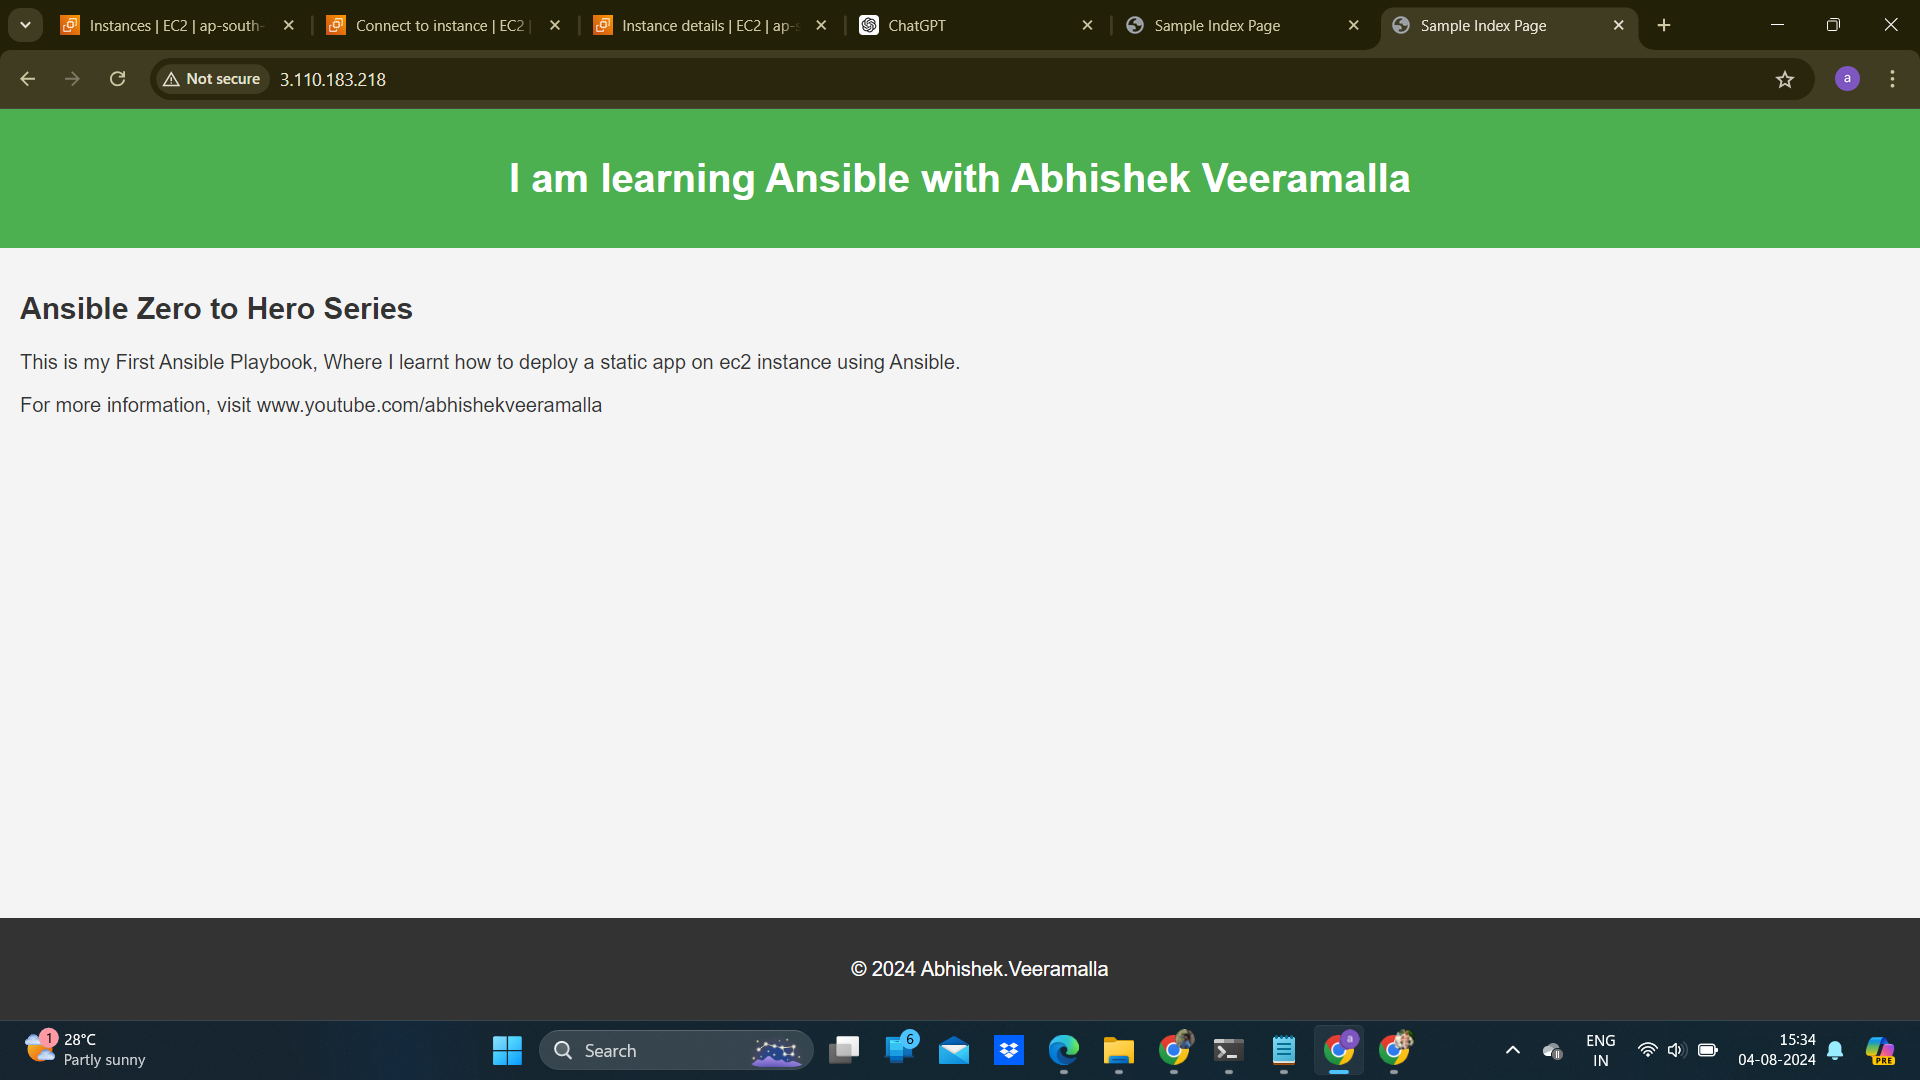 Instances | EC2 | ap-south-
Connect to instance | EC2 |
Instance details | EC2 | ap-s
ChatGPT
Sample Index Page
Sample Index Page
Not secure
3.110.183.218
a
I am learning Ansible with Abhishek Veeramalla
Ansible Zero to Hero Series
This is my First Ansible Playbook, Where I learnt how to deploy a static app on ec2 instance using Ansible.
For more information, visit www.youtube.com/abhishekveeramalla
© 2024 Abhishek.Veeramalla
1
28°C
Partly sunny
Search
6
a
ENG
IN
15:34
04-08-2024
PRE